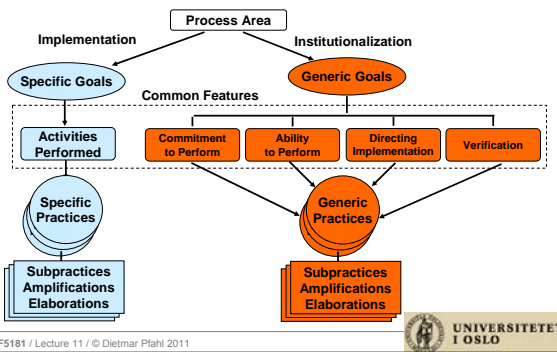 Process Area
Implementation
Institutionalization
Specific Goals
Generic Goals
Common Features
Activities
Performed
Commitment
to Perform
Ability
to Perform
Directing
Implementation
Verification
Specific
Practices
Generic
Practices
Subpractices
Amplifications
Elaborations
Subpractices
Amplifications
Elaborations
F5181 / Lecture 11 / © Dietmar Pfahl 2011
UNIVERSITETET
I OSLO